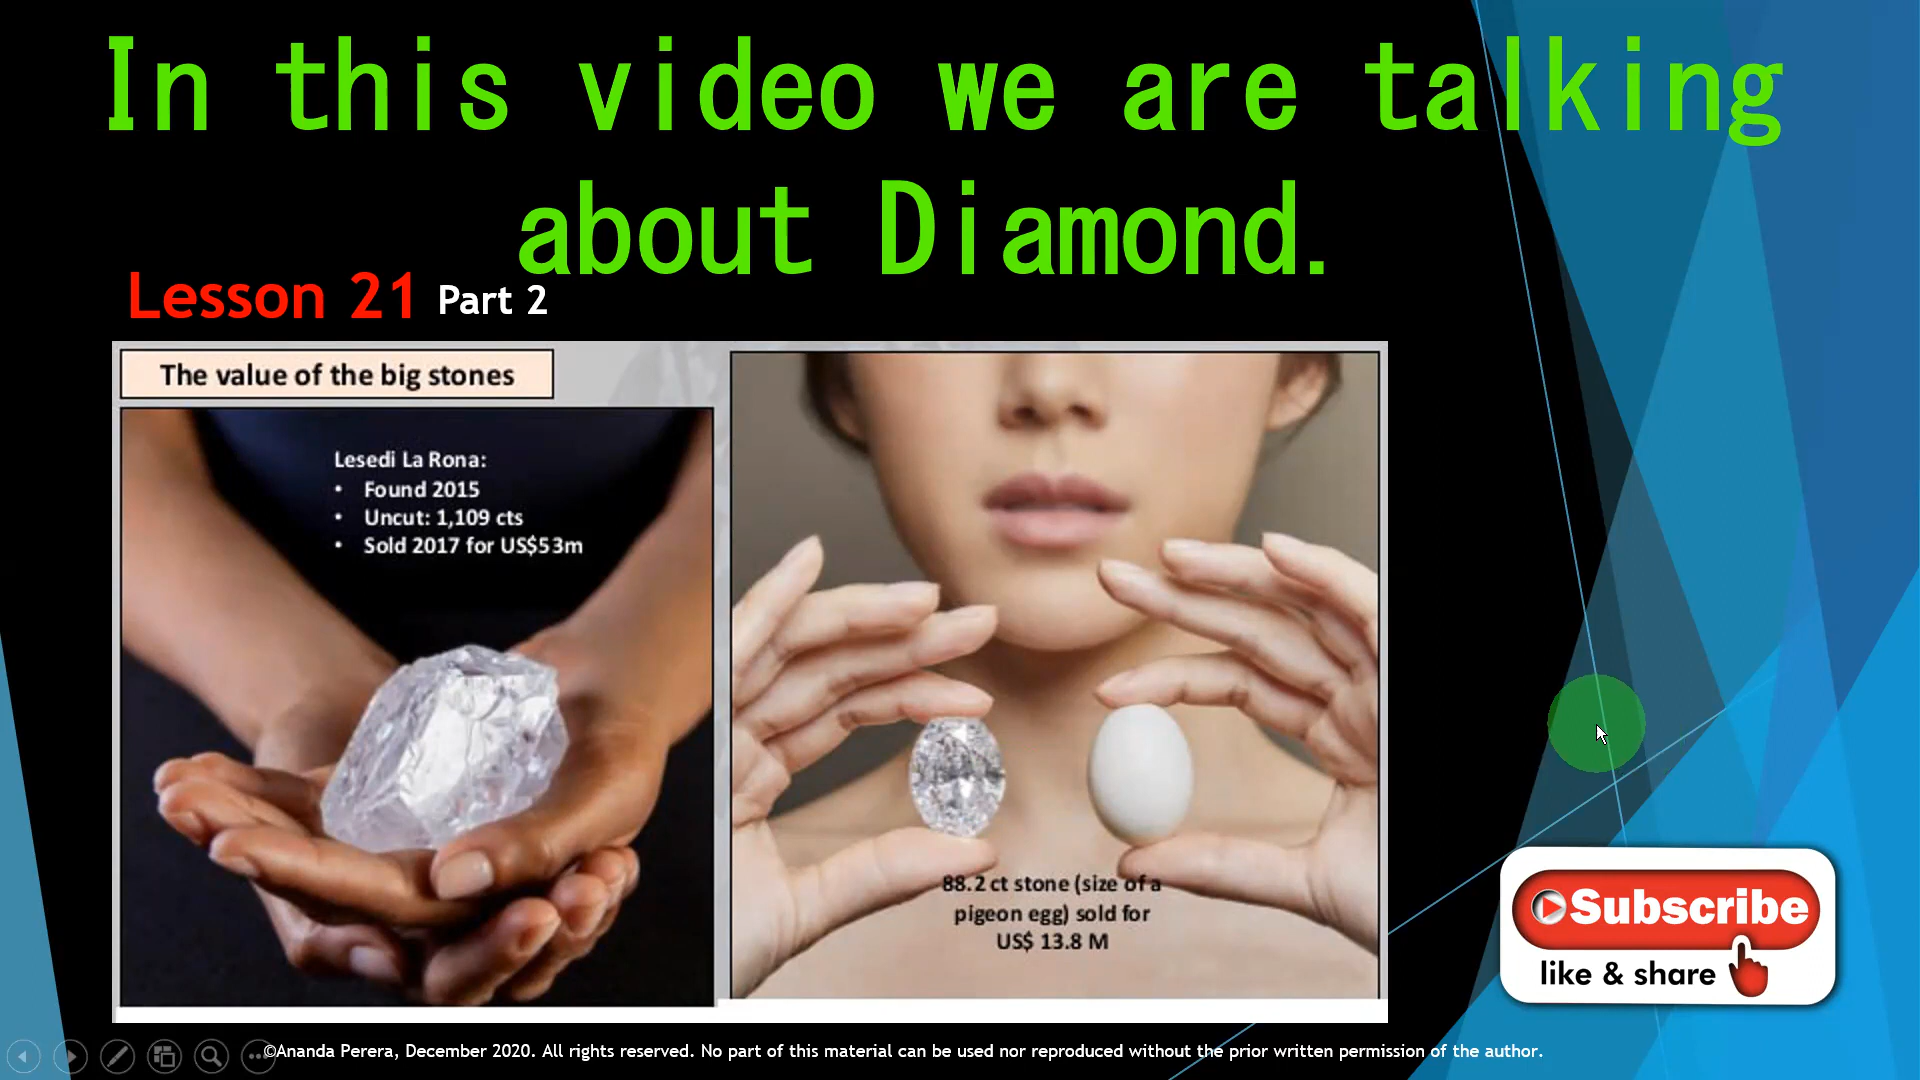 In this video we are talking
about Diamond.
Lesson 21 Part 2
The value of the big stones
Lesedi La Rona:
• Found 2015
• Uncut: 1,109 cts
• Sold 2017 for US$53m
88.2 ct stone (size of a
pigeon egg) sold for
US$ 13.8 M
Subscribe
like & share
©Ananda Perera, December 2020. All rights reserved. No part of this material can be used nor reproduced without the prior written permission of the author.